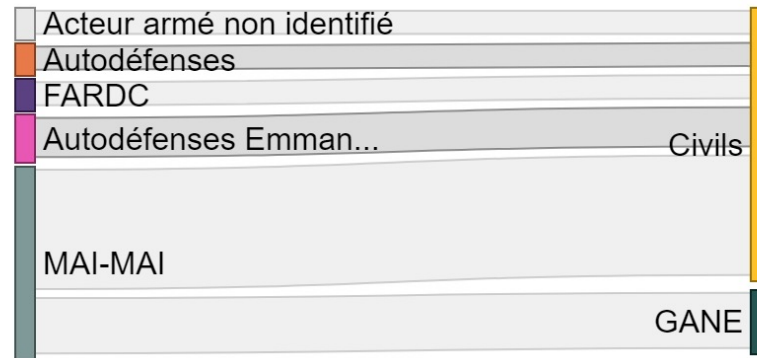 Acteur armé non identifié
Autodéfenses
FARDC
Autodéfenses Emman...
Civils
MAI-MAI
GANE